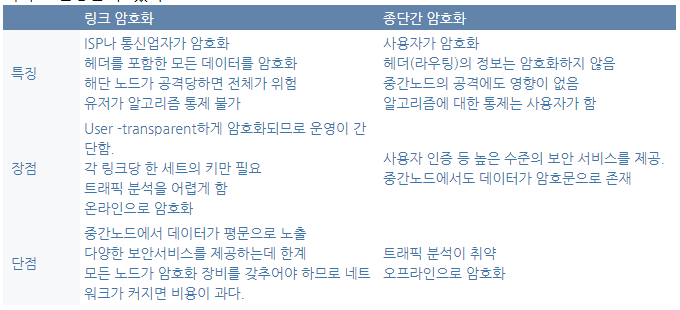 링크 암호화 종단간 암호화
특징
ISP나 통신업자가 암호화
헤더를 포함한 모든 데이터를 암호화
해단 노드가 공격당하면 전체가 위험
유저가 알고리즘 통제 불가
사용자가 암호화
헤더(라우팅)의 정보는 암호화하지 않음
중간노드의 공격에도 영향이 없음
알고리즘에 대한 통제는 사용자가 함
장점
User -transparent하게 암호화되므로 운영이 간
단함.
각 링크당 한 세트의 키만 필요
트래픽 분석을 어렵게 함
온라인으로 암호화
사용자 인증 등 높은 수준의 보안 서비스를 제공.
중간노드에서도 데이터가 암호문으로 존재
단점
중간노드에서 데이터가 평문으로 노출
다양한 보안서비스를 제공하는데 한계
모든 노드가 암호화 장비를 갖추어야 하므로 네트
워크가 커지면 비용이 과다.
트래픽 분석이 취약
오프라인으로 암호화